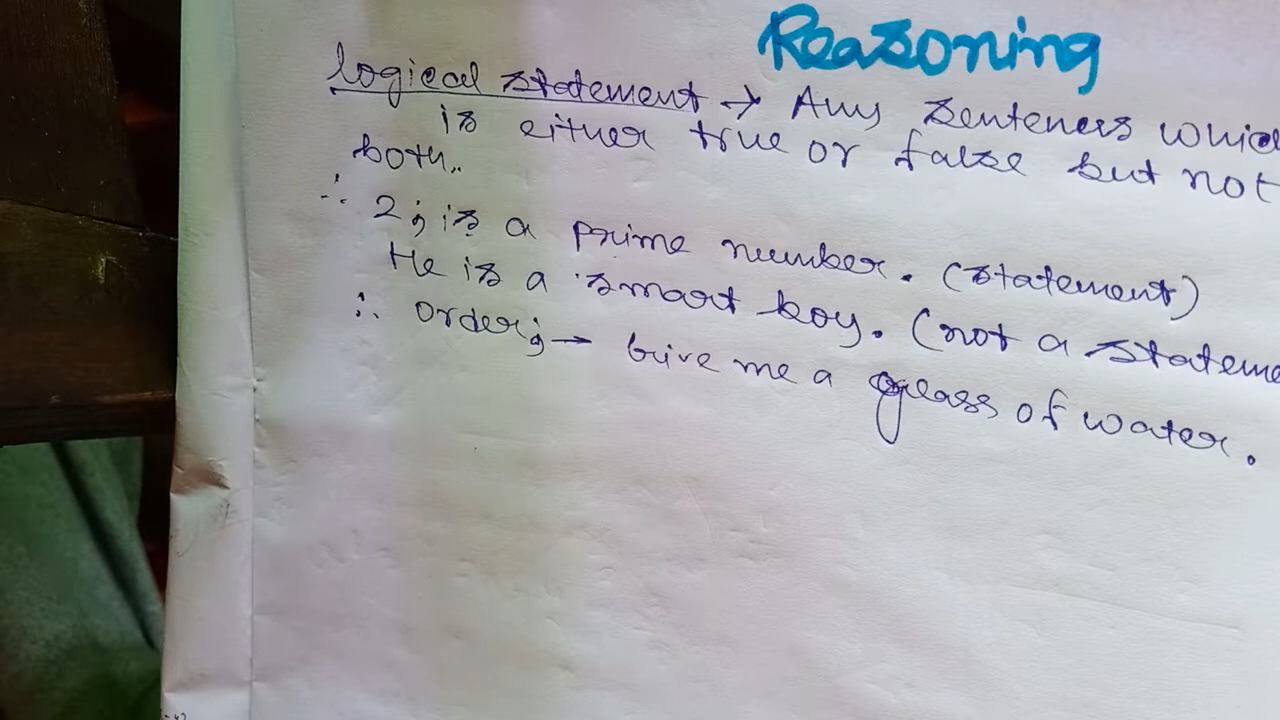 Reasoning
logical statement → Any sentences which
is either true or false but not
both..
∴ 2; is a prime number. (statement)
He is a smart boy. (not a stateme
∴ order; → Give me a glass of water.